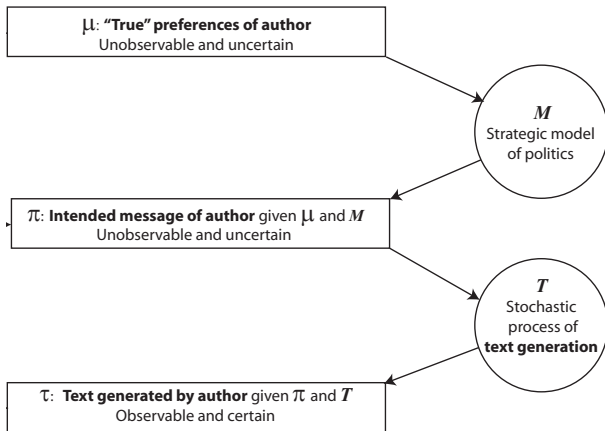 μ: “True” preferences of author
Unobservable and uncertain
M
Strategic model
of politics
π: Intended message of author given μ and M
Unobservable and uncertain
T
Stochastic
process of
text generation
τ: Text generated by author given π and T
Observable and certain